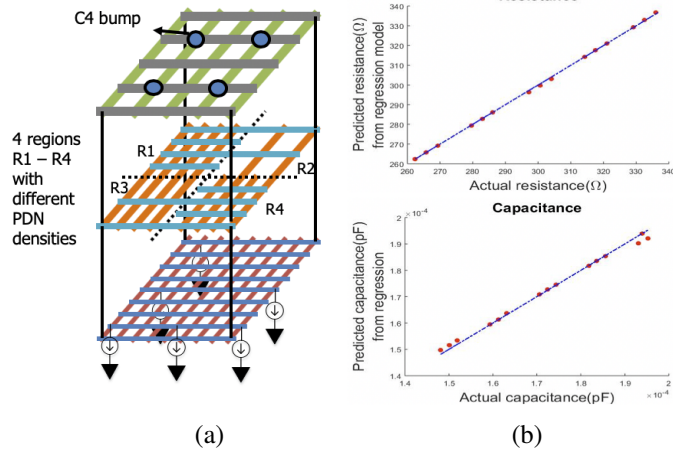 C4 bump
4 regions
R1 – R4
with
different
PDN
densities
R1
R2
R3
R4
(a)
Predicted resistance(Ω)
from regression model
340
330
320
310
300
290
280
270
260
260 270 280 290 300 310 320 330 340
Actual resistance(Ω)
Capacitance
× 10⁻⁴
Predicted capacitance(pF)
from regression
2
1.9
1.8
1.7
1.6
1.5
1.4
1.4 1.5 1.6 1.7 1.8 1.9 2
× 10⁻⁴
Actual capacitance(pF)
(b)